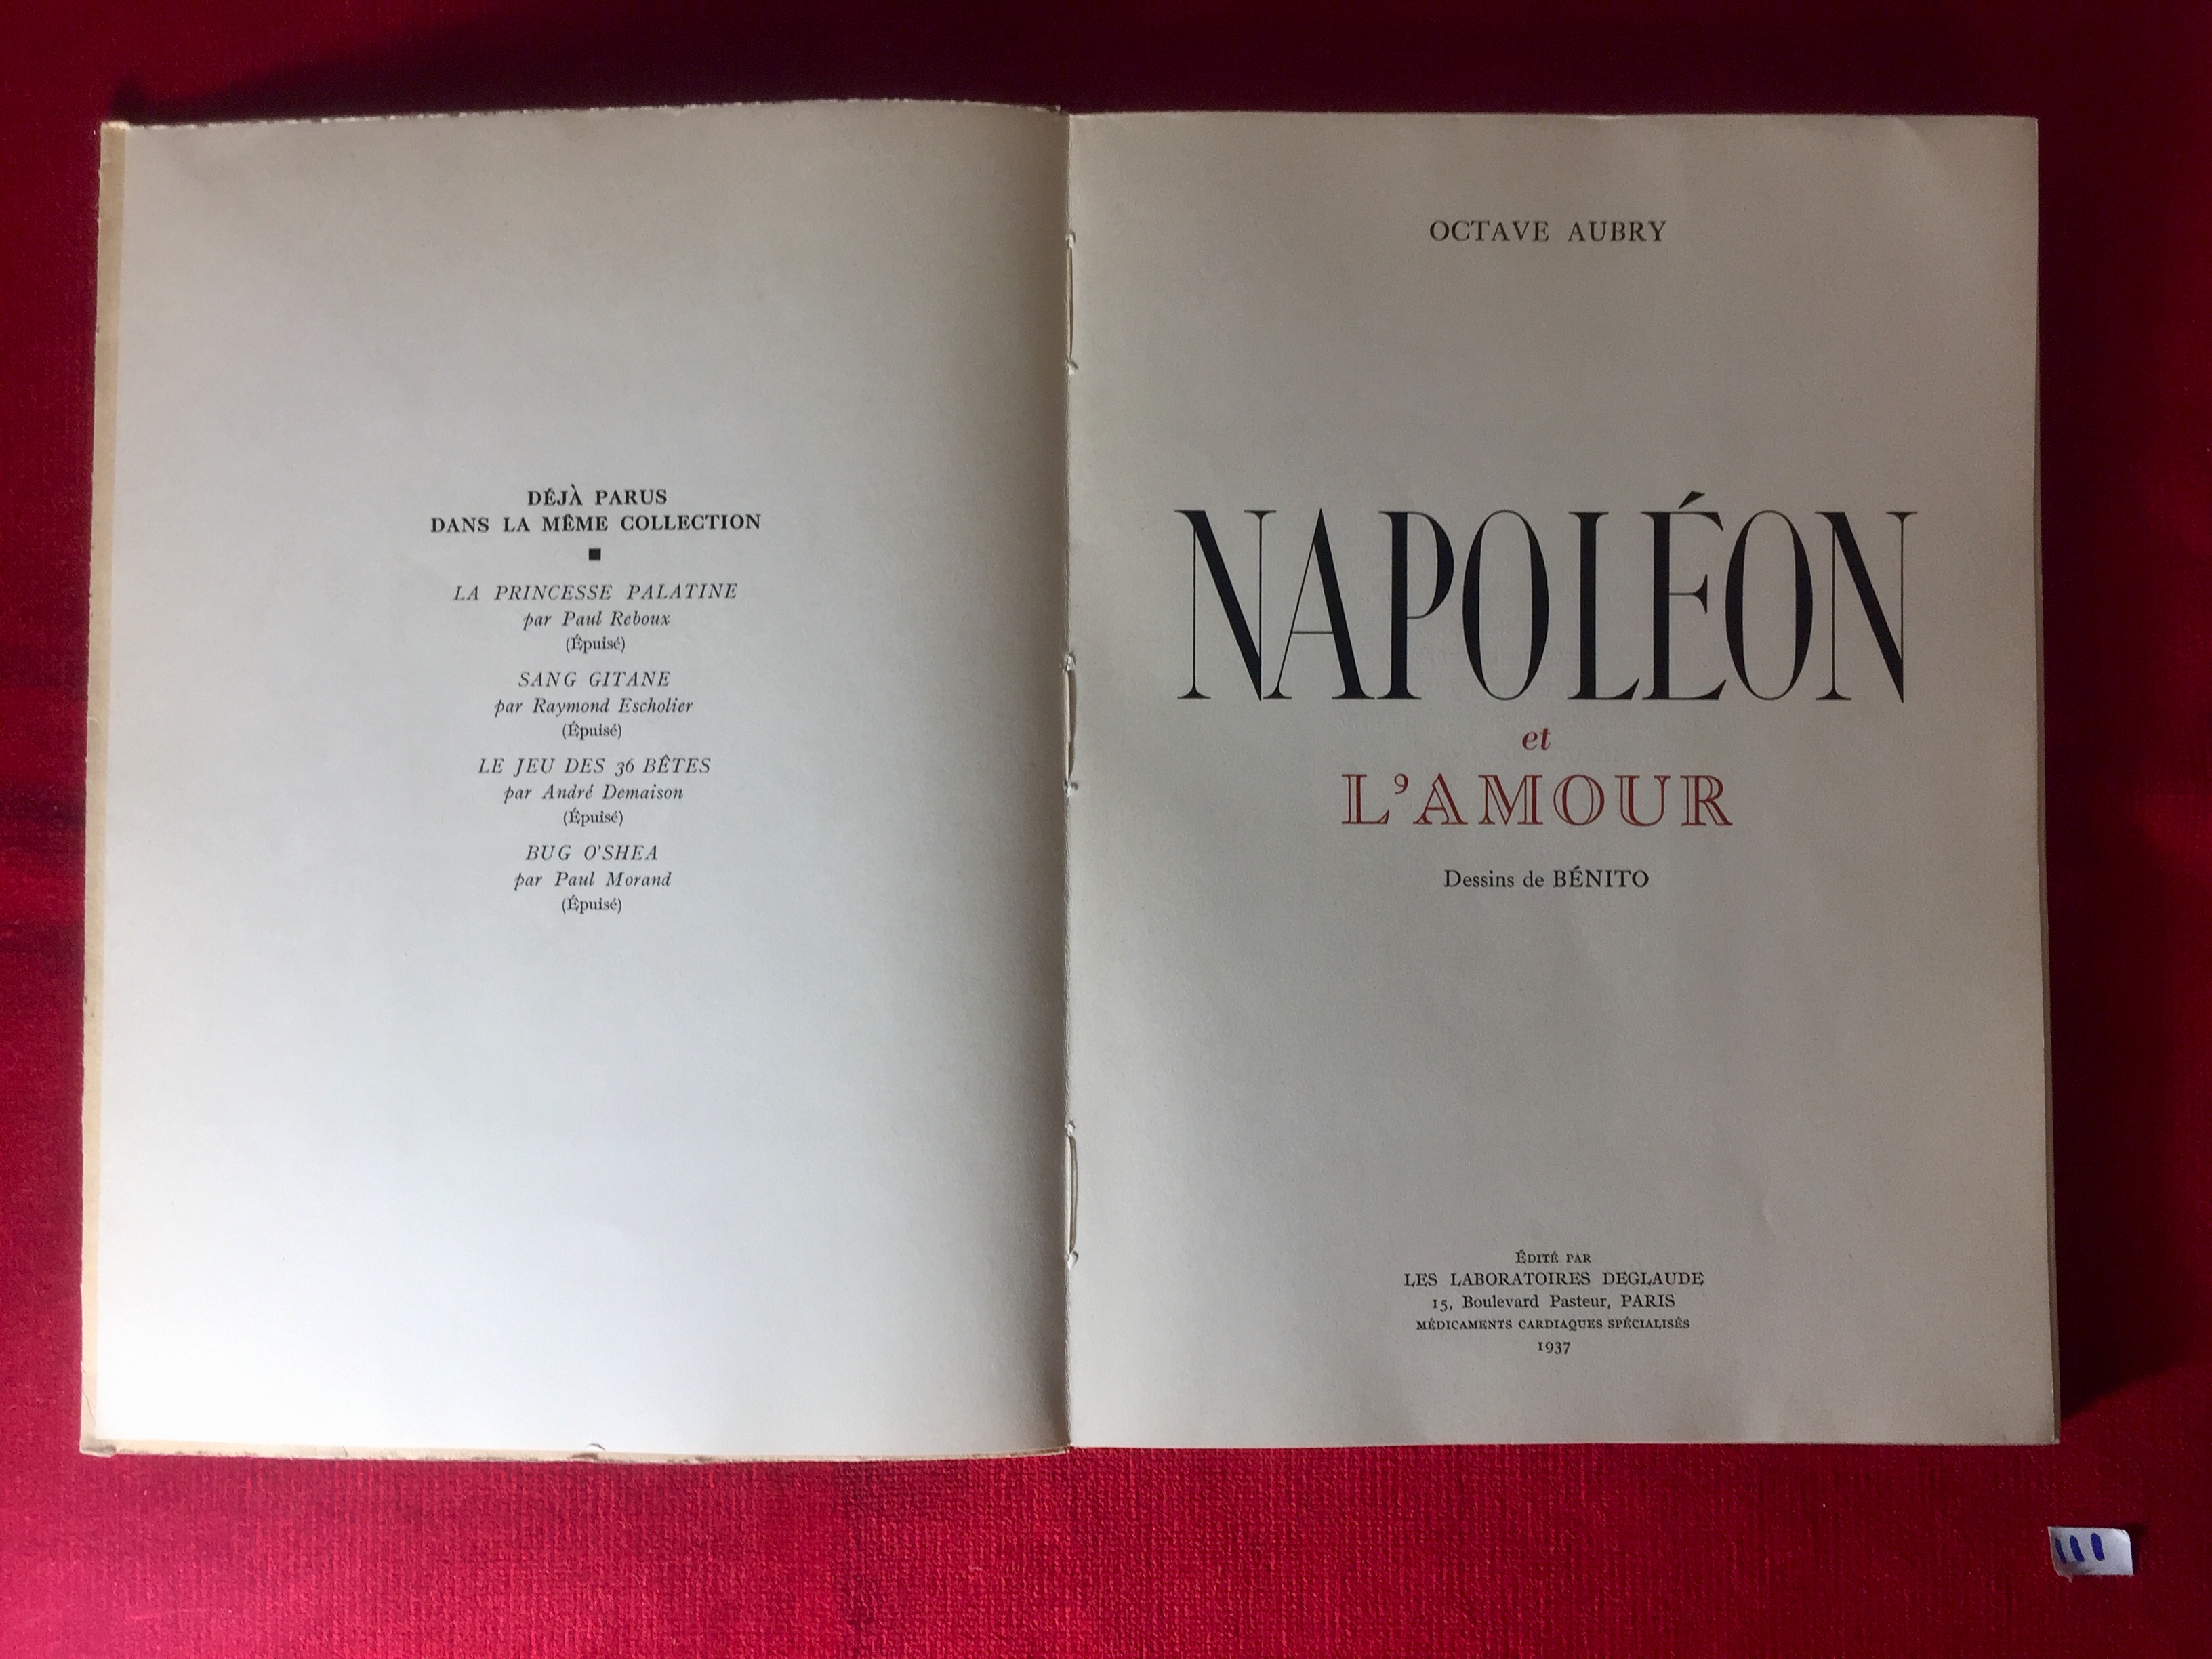 DÉJÀ PARUS
DANS LA MÊME COLLECTION
LA PRINCESSE PALATINE
par Paul Reboux
(Épuisé)
SANG GITANE
par Raymond Escholier
(Épuisé)
LE JEU DES 36 BÊTES
par André Demaison
(Épuisé)
BUG O'SHEA
par Paul Morand
(Épuisé)
OCTAVE AUBRY
NAPOLÉON
et
L'AMOUR
Dessins de BÉNITO
ÉDITÉ PAR
LES LABORATOIRES DEGLAUDE
15, Boulevard Pasteur, PARIS
MÉDICAMENTS CARDIAQUES SPÉCIALISÉS
1937
111